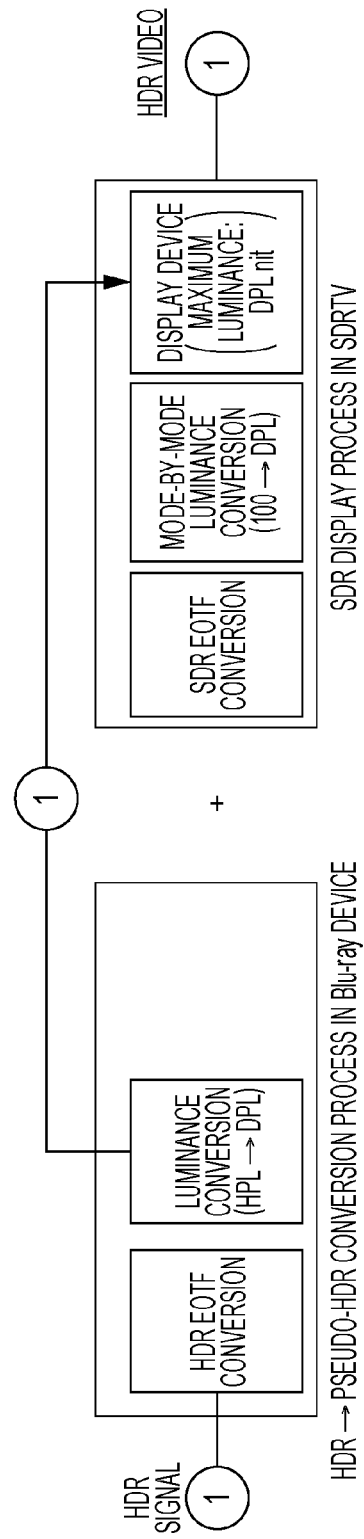 HDR
SIGNAL
1
HDR EOTF
CONVERSION
LUMINANCE
CONVERSION
(HPL → DPL)
HDR → PSEUDO-HDR CONVERSION PROCESS IN Blu-ray DEVICE
1
+
SDR EOTF
CONVERSION
MODE-BY-MODE
LUMINANCE
CONVERSION
(100 → DPL)
DISPLAY DEVICE
(MAXIMUM
LUMINANCE:
DPL nit)
SDR DISPLAY PROCESS IN SDRTV
HDR VIDEO
1